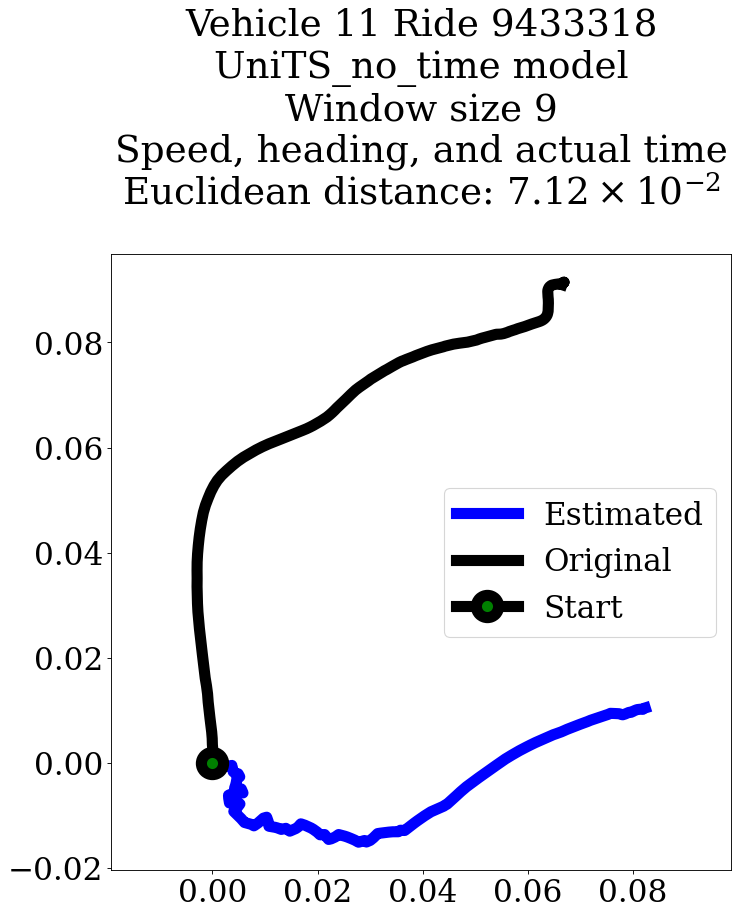 Vehicle 11 Ride 9433318
UniTS_no_time model
Window size 9
Speed, heading, and actual time
Euclidean distance: 7.12 × 10⁻²
0.08
0.06
0.04
0.02
0.00
−0.02
Estimated
Original
Start
0.00 0.02 0.04 0.06 0.08